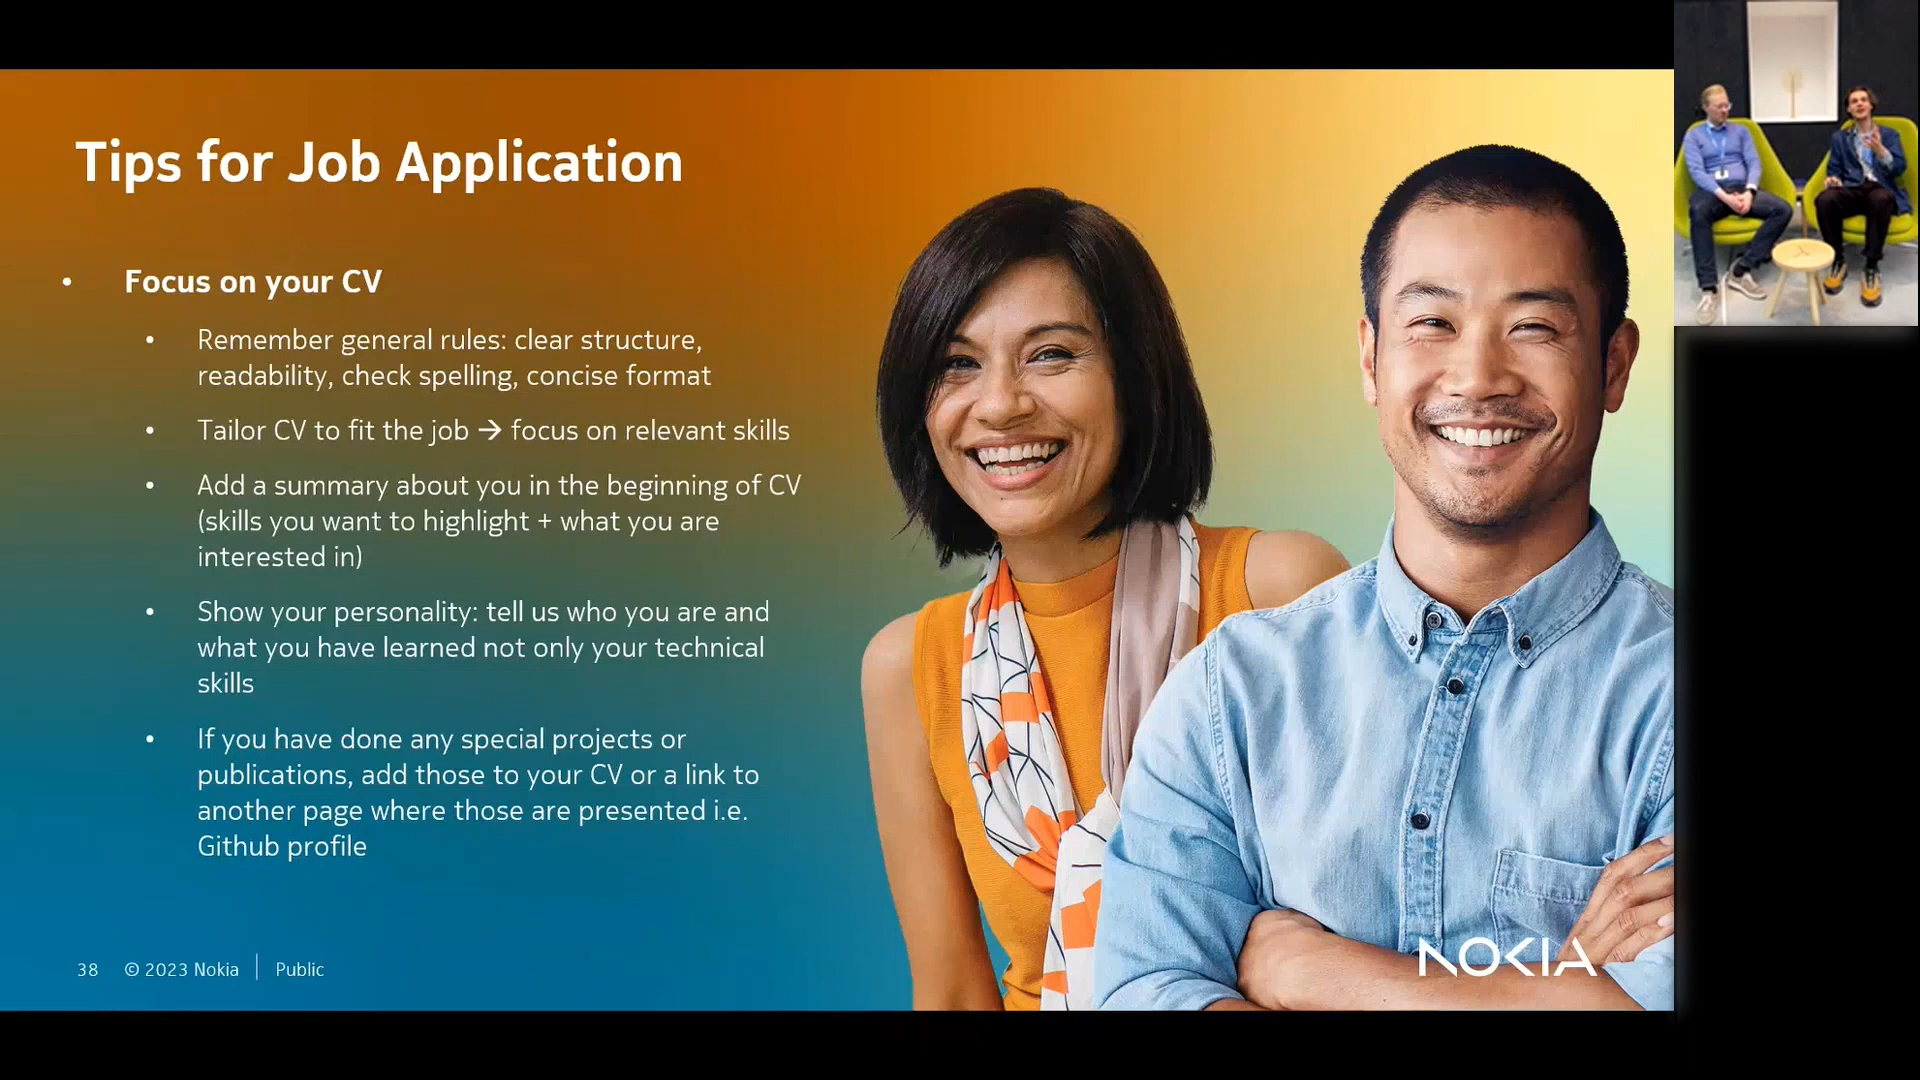 Tips for Job Application
• Focus on your CV
• Remember general rules: clear structure,
readability, check spelling, concise format
• Tailor CV to fit the job → focus on relevant skills
• Add a summary about you in the beginning of CV
(skills you want to highlight + what you are
interested in)
• Show your personality: tell us who you are and
what you have learned not only your technical
skills
• If you have done any special projects or
publications, add those to your CV or a link to
another page where those are presented i.e.
Github profile
38 © 2023 Nokia | Public
NOKIA